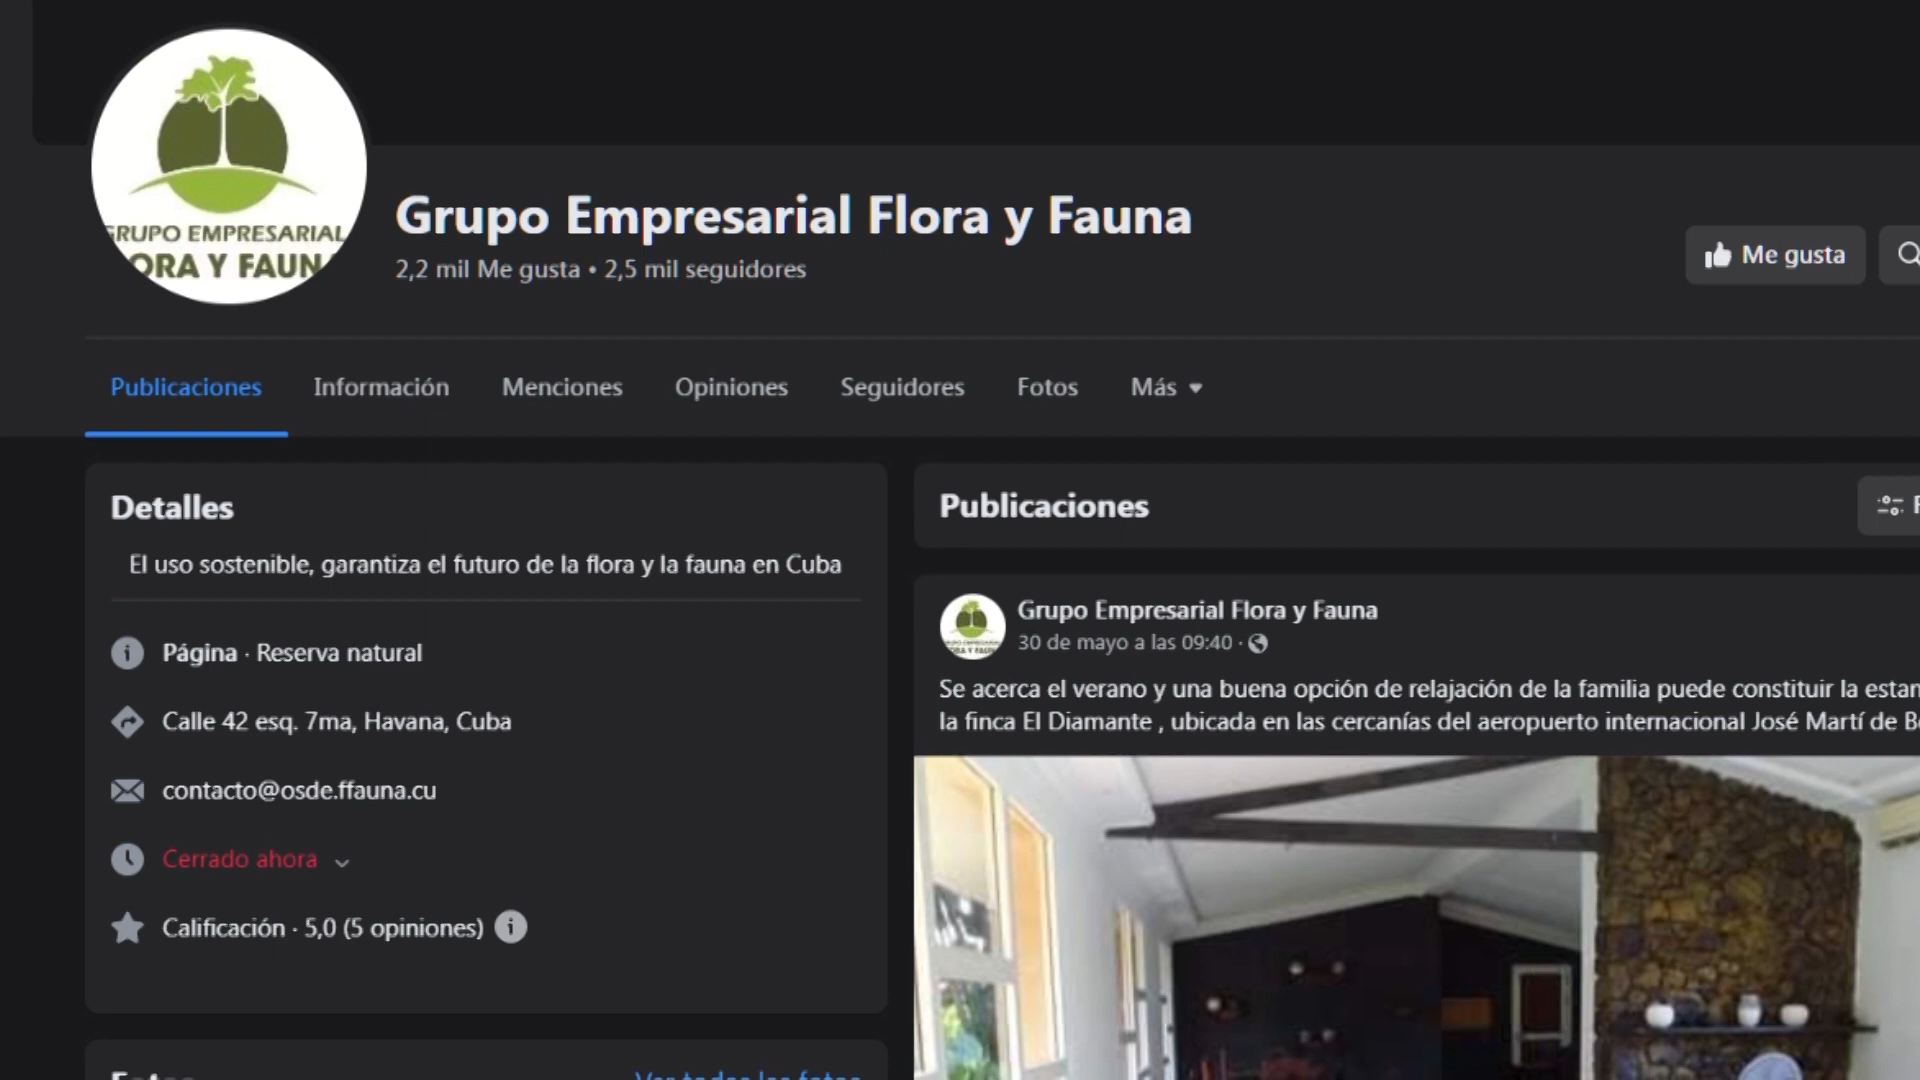 GRUPO EMPRESARIAL
Grupo Empresarial Flora y Fauna
2,2 mil Me gusta • 2,5 mil seguidores
Me gusta
Publicaciones Información Menciones Opiniones Seguidores Fotos Más
Detalles
El uso sostenible, garantiza el futuro de la flora y la fauna en Cuba
Página · Reserva natural
Calle 42 esq. 7ma, Havana, Cuba
contacto@osde.ffauna.cu
Cerrado ahora
Calificación · 5,0 (5 opiniones)
Ver todas las fotos
Publicaciones
Grupo Empresarial Flora y Fauna
30 de mayo a las 09:40 ·
Se acerca el verano y una buena opción de relajación de la familia puede constituir la
la finca El Diamante , ubicada en las cercanías del aeropuerto internacional José Martí de